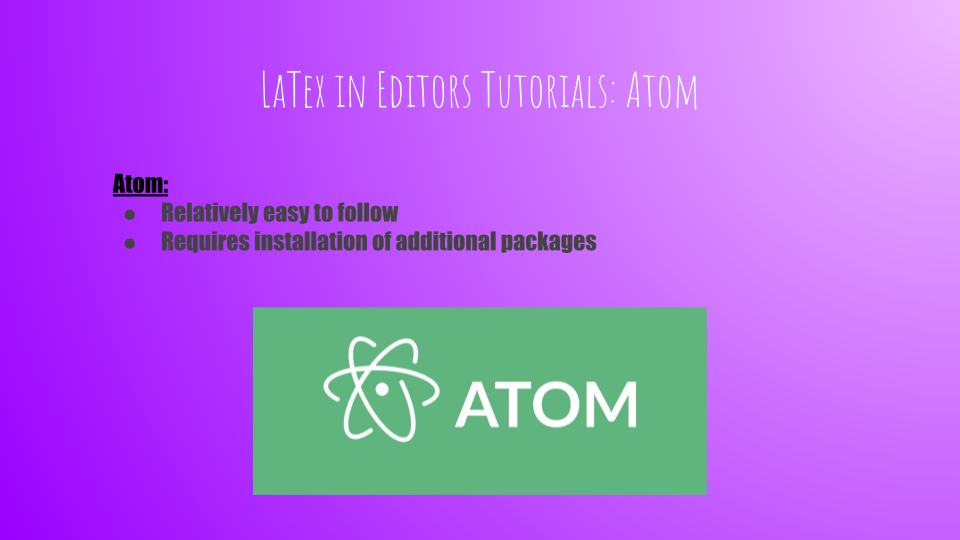 LaTex in Editors Tutorials: Atom
Atom:
● Relatively easy to follow
● Requires installation of additional packages
ATOM